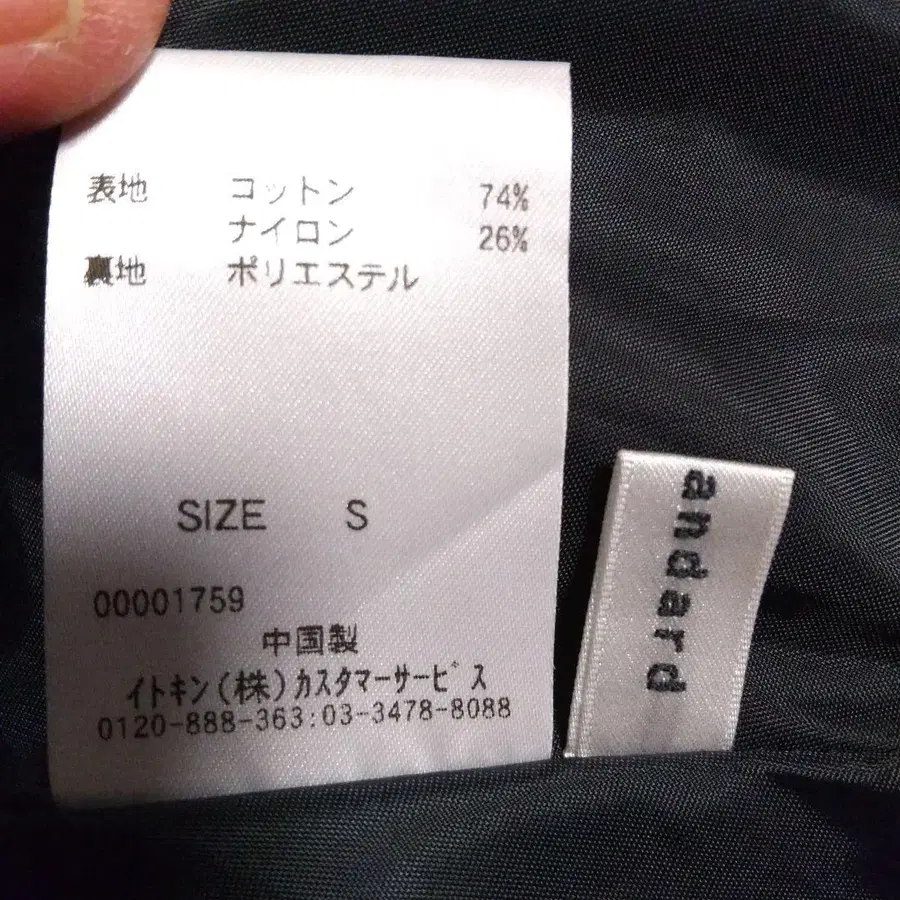 表地 コットン 74%
ナイロン 26%
裏地 ポリエステル
SIZE S
00001759
中国製
イトキン(株)カスタマーサービス
0120-888-363:03-3478-8088
andard